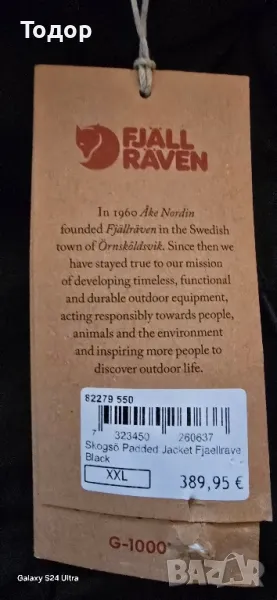 Тодор
FJÄLL
RÄVEN
In 1960 Åke Nordin
founded Fjällräven in the Swedish
town of Örnsköldsvik. Since then we
have stayed true to our mission
of developing timeless, functional
and durable outdoor equipment,
acting responsibly towards people,
animals and the environment
and inspiring more people to
discover outdoor life.
82279 550
7 323450 260637
Skogsö Padded Jacket Fjaellrave
Black
XXL
389,95 €
G-1000®
Galaxy S24 Ultra
BAZAR